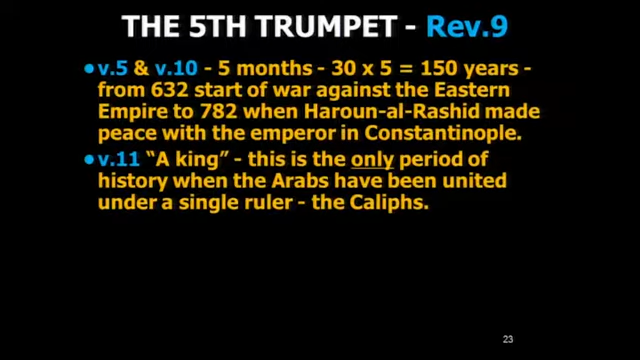 THE 5TH TRUMPET - Rev.9
●v.5 & v.10 - 5 months - 30 x 5 = 150 years -
from 632 start of war against the Eastern
Empire to 782 when Haroun-al-Rashid made
peace with the emperor in Constantinople.
●v.11 “A king” - this is the only period of
history when the Arabs have been united
under a single ruler - the Caliphs.
23